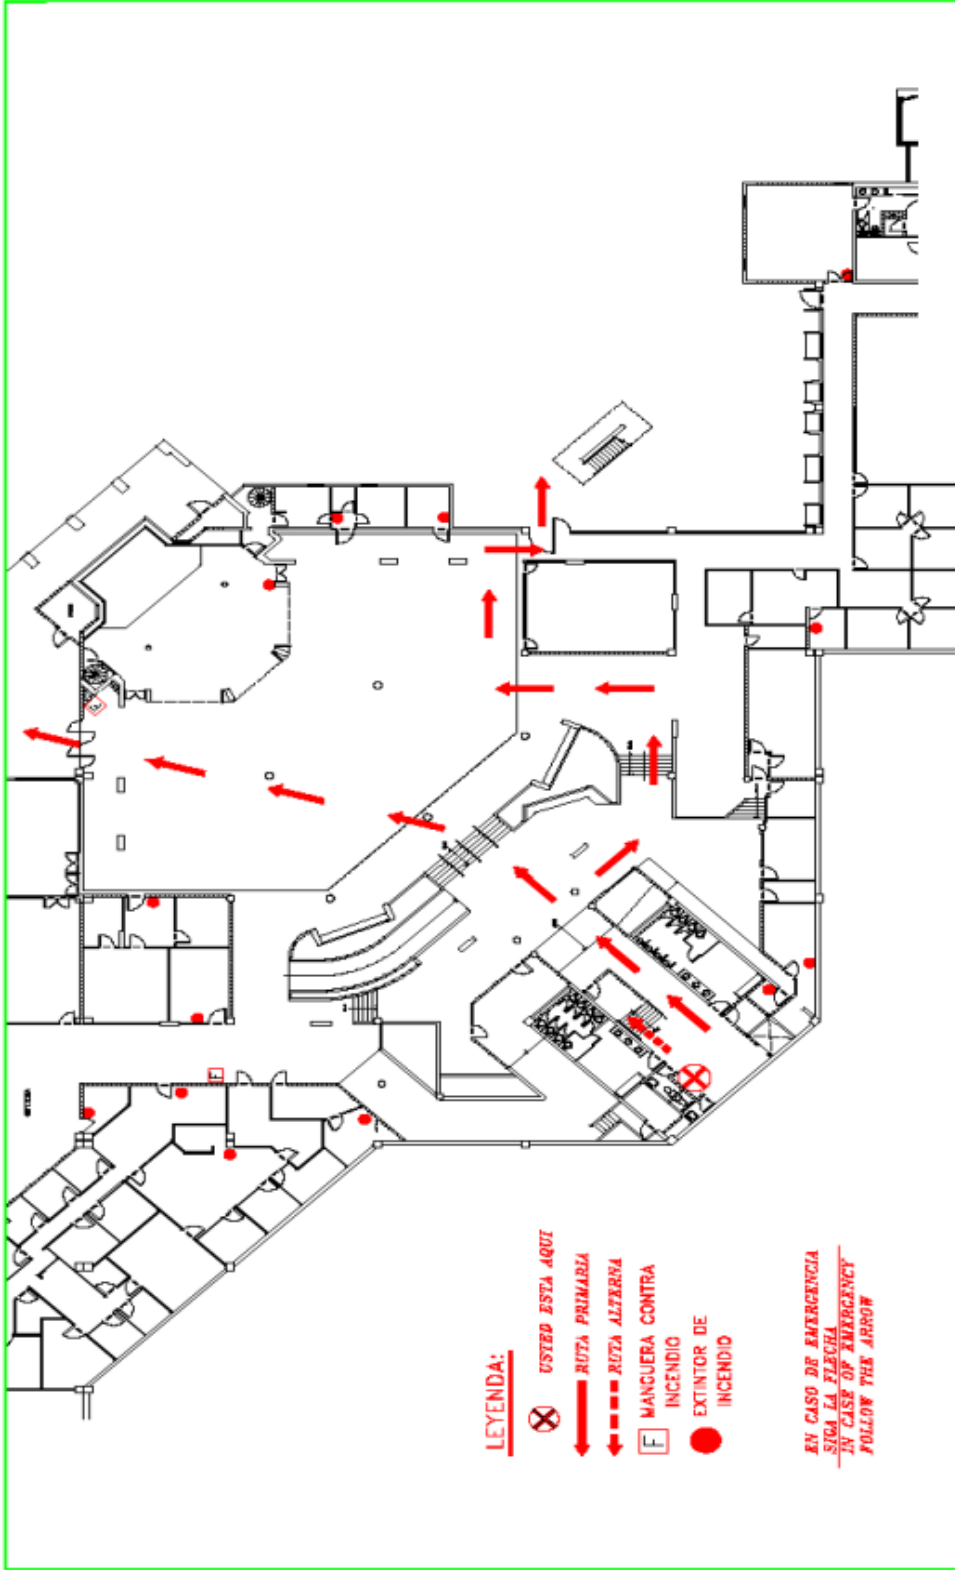 LEYENDA:
USTED ESTA AQUI
RUTA PRIMARIA
RUTA ALTERNA
F MANGUERA CONTRA
INCENDIO
EXTINTOR DE
INCENDIO
EN CASO DE EMERGENCIA
SIGA LA FLECHA
IN CASE OF EMERGENCY
FOLLOW THE ARROW
F
F